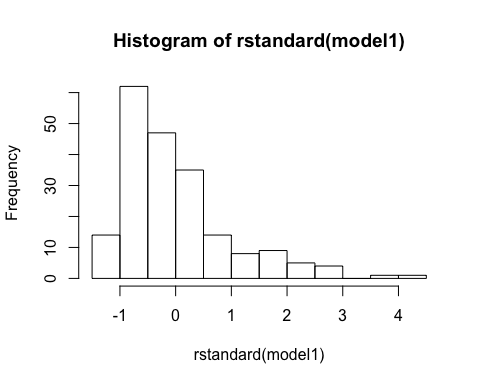 Histogram of rstandard(model1)
Frequency
50
30
10
0
-1 0 1 2 3 4
rstandard(model1)